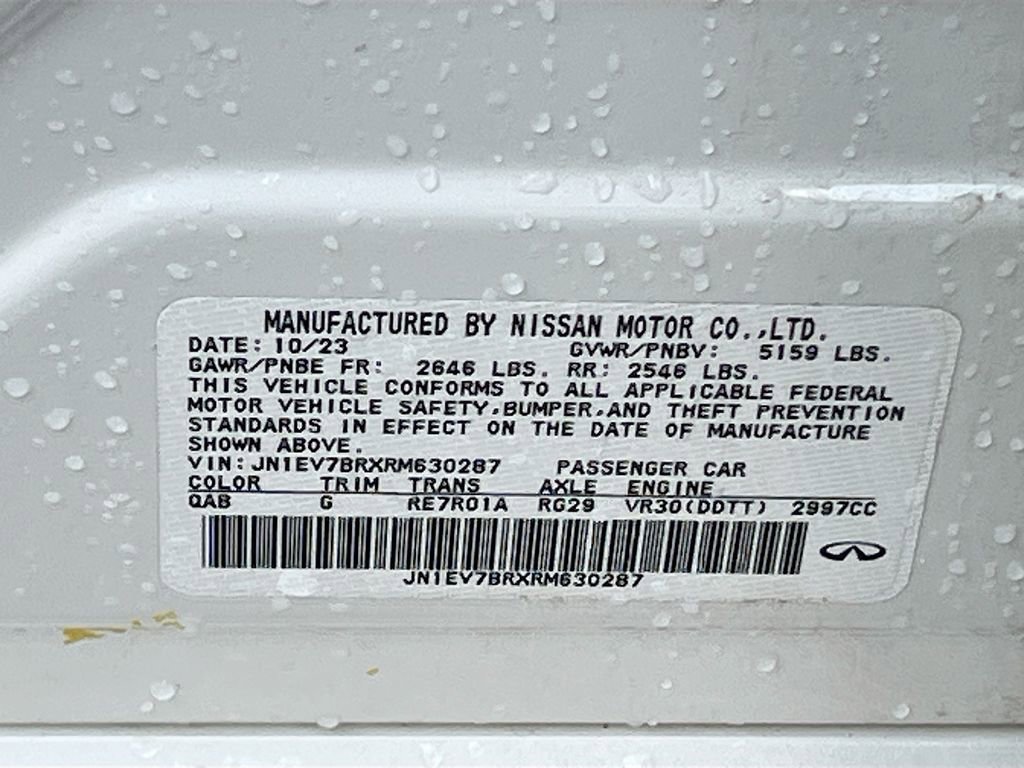 MANUFACTURED BY NISSAN MOTOR CO.,LTD.
DATE: 10/23 GVWR/PNBV: 5159 LBS.
GAWR/PNBE FR: 2646 LBS. RR: 2546 LBS.
THIS VEHICLE CONFORMS TO ALL APPLICABLE FEDERAL
MOTOR VEHICLE SAFETY,BUMPER,AND THEFT PREVENTION
STANDARDS IN EFFECT ON THE DATE OF MANUFACTURE
SHOWN ABOVE.
VIN: JN1EV7BRXRM630287 PASSENGER CAR
COLOR TRIM TRANS AXLE ENGINE
QAB G RE7R01A RG29 VR30(DDTT) 2997CC
JN1EV7BRXRM630287